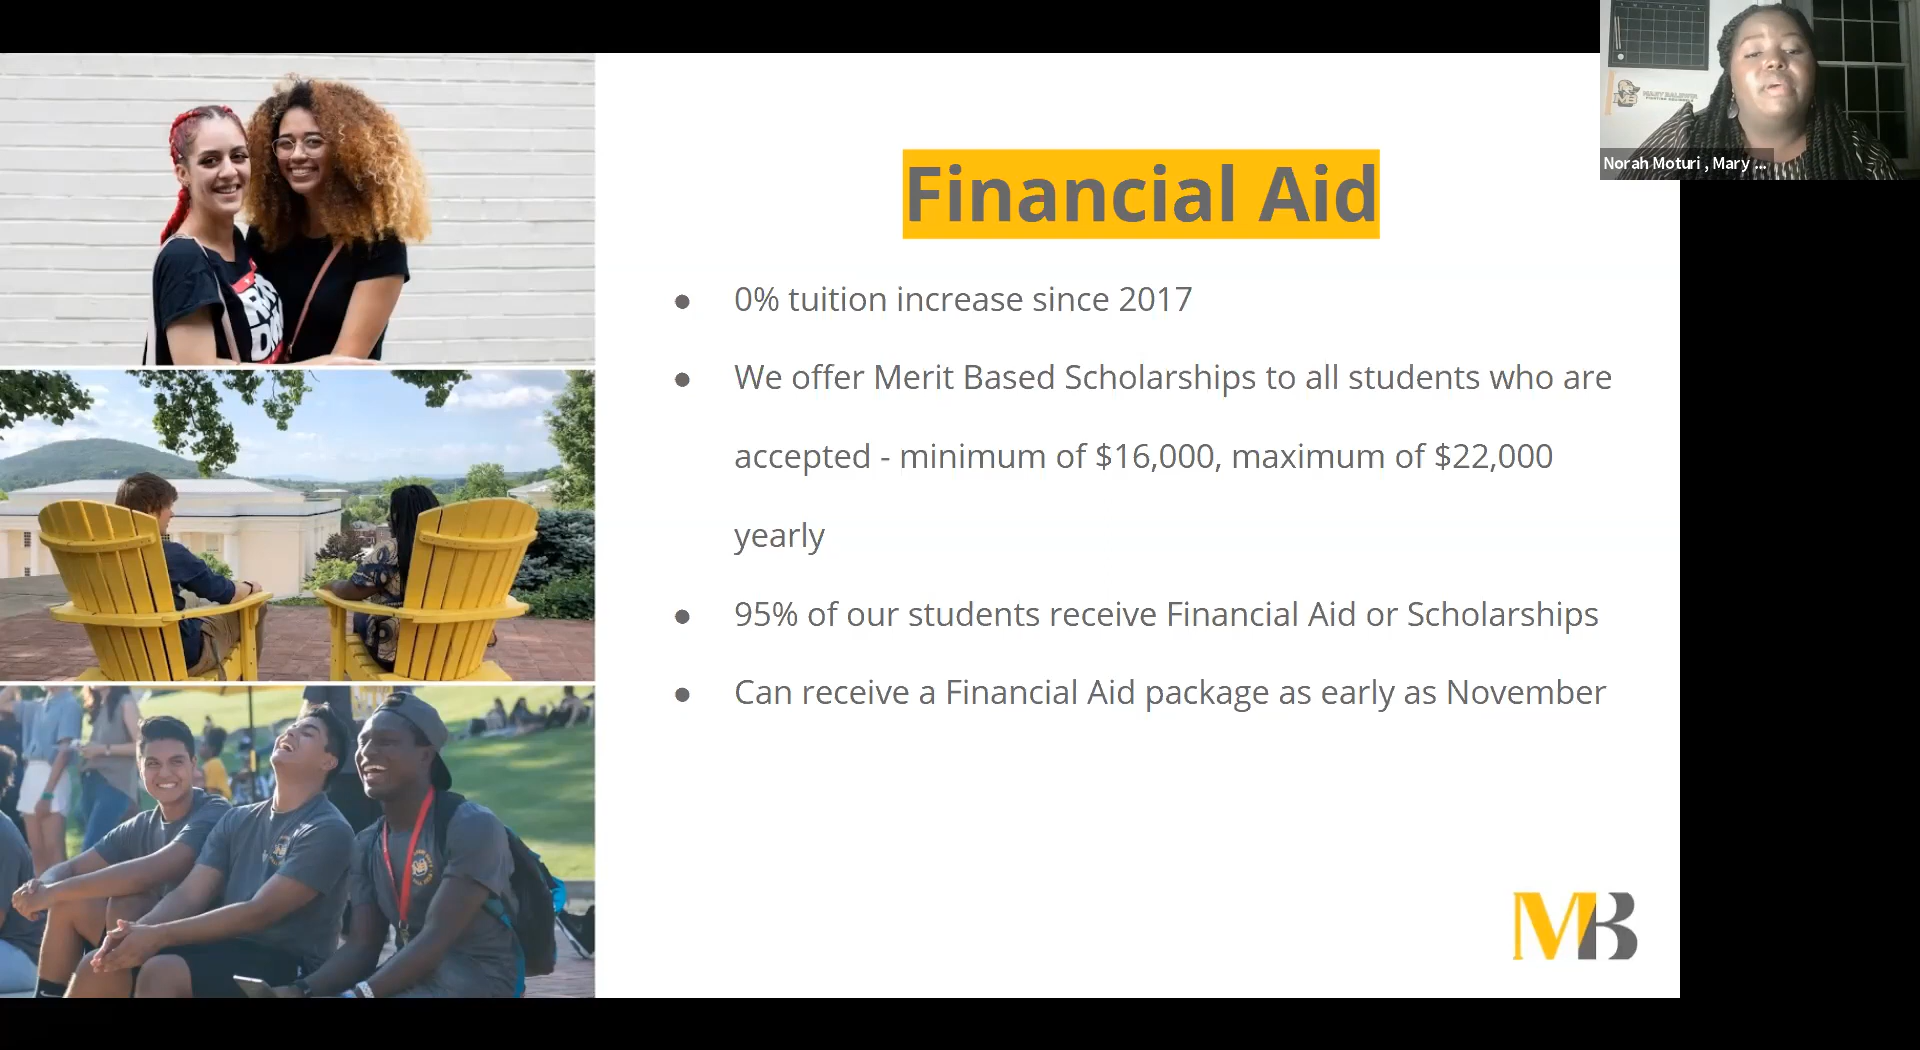 Financial Aid
0% tuition increase since 2017
We offer Merit Based Scholarships to all students who are
accepted - minimum of $16,000, maximum of $22,000
yearly
95% of our students receive Financial Aid or Scholarships
Can receive a Financial Aid package as early as November
MB
Norah Moturi , Mary ...
MARY BALDWIN